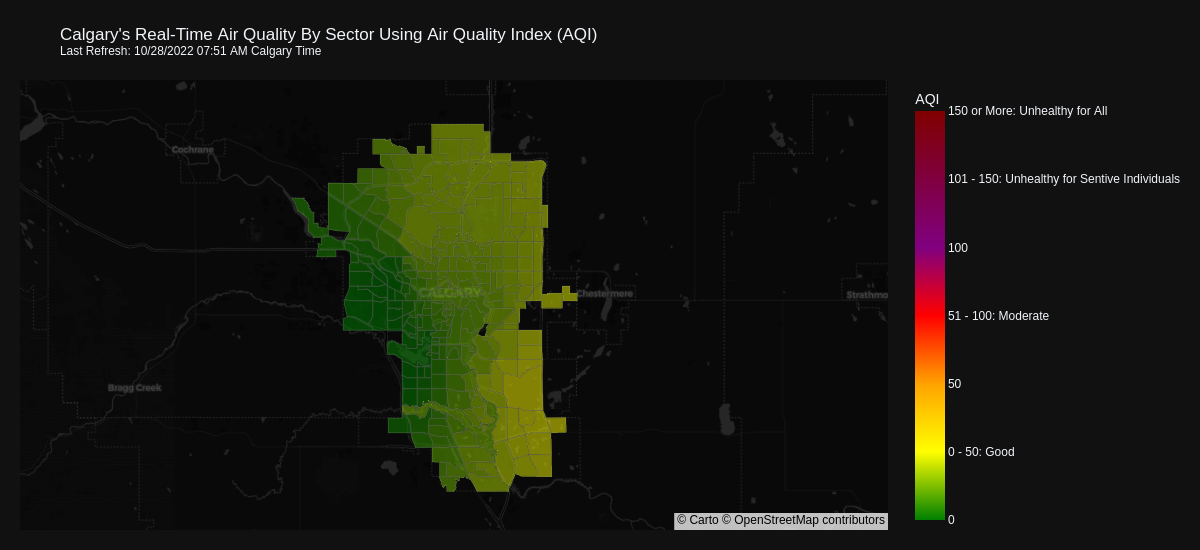 Calgary's Real-Time Air Quality By Sector Using Air Quality Index (AQI)
Last Refresh: 10/28/2022 07:51 AM Calgary Time
AQI
150 or More: Unhealthy for All
Cochrane
101 - 150: Unhealthy for Sentive Individuals
100
CALGARY
Chestermere
Strathmo
51 - 100: Moderate
Bragg Creek
50
0 - 50: Good
0
© Carto © OpenStreetMap contributors